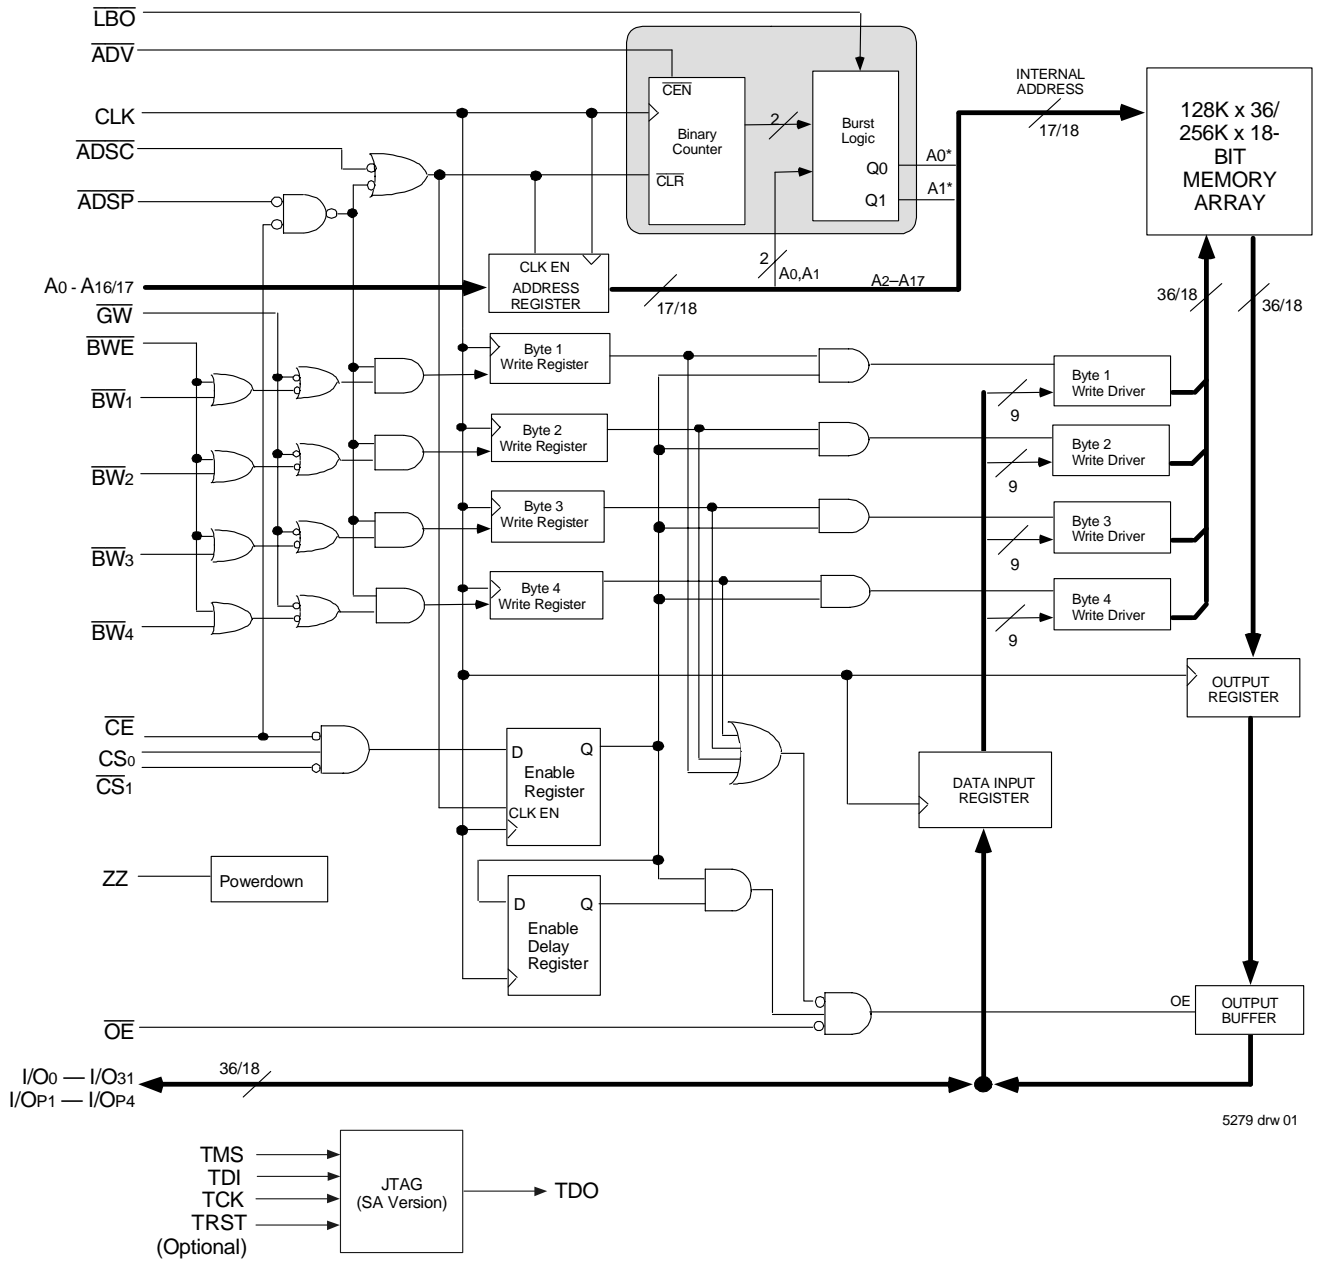 LBO
ADV
CLK
ADSC
ADSP
CEN
Binary
Counter
CLR
2
Burst
Logic
Q0
Q1
A0*
A1*
INTERNAL
ADDRESS
17/18
128K x 36/
256K x 18-
BIT
MEMORY
ARRAY
A0 - A16/17
CLK EN
ADDRESS
REGISTER
17/18
2
A0,A1
A2–A17
36/18
36/18
GW
BWE
BW1
BW2
BW3
BW4
Byte 1
Write Register
Byte 2
Write Register
Byte 3
Write Register
Byte 4
Write Register
9
Byte 1
Write Driver
9
Byte 2
Write Driver
9
Byte 3
Write Driver
9
Byte 4
Write Driver
OUTPUT
REGISTER
CE
CS0
CS1
D
Q
Enable
Register
CLK EN
DATA INPUT
REGISTER
ZZ
Powerdown
D
Q
Enable
Delay
Register
OE
OE
OUTPUT
BUFFER
I/O0 — I/O31
I/OP1 — I/OP4
36/18
5279 drw 01
TMS
TDI
TCK
TRST
(Optional)
JTAG
(SA Version)
TDO